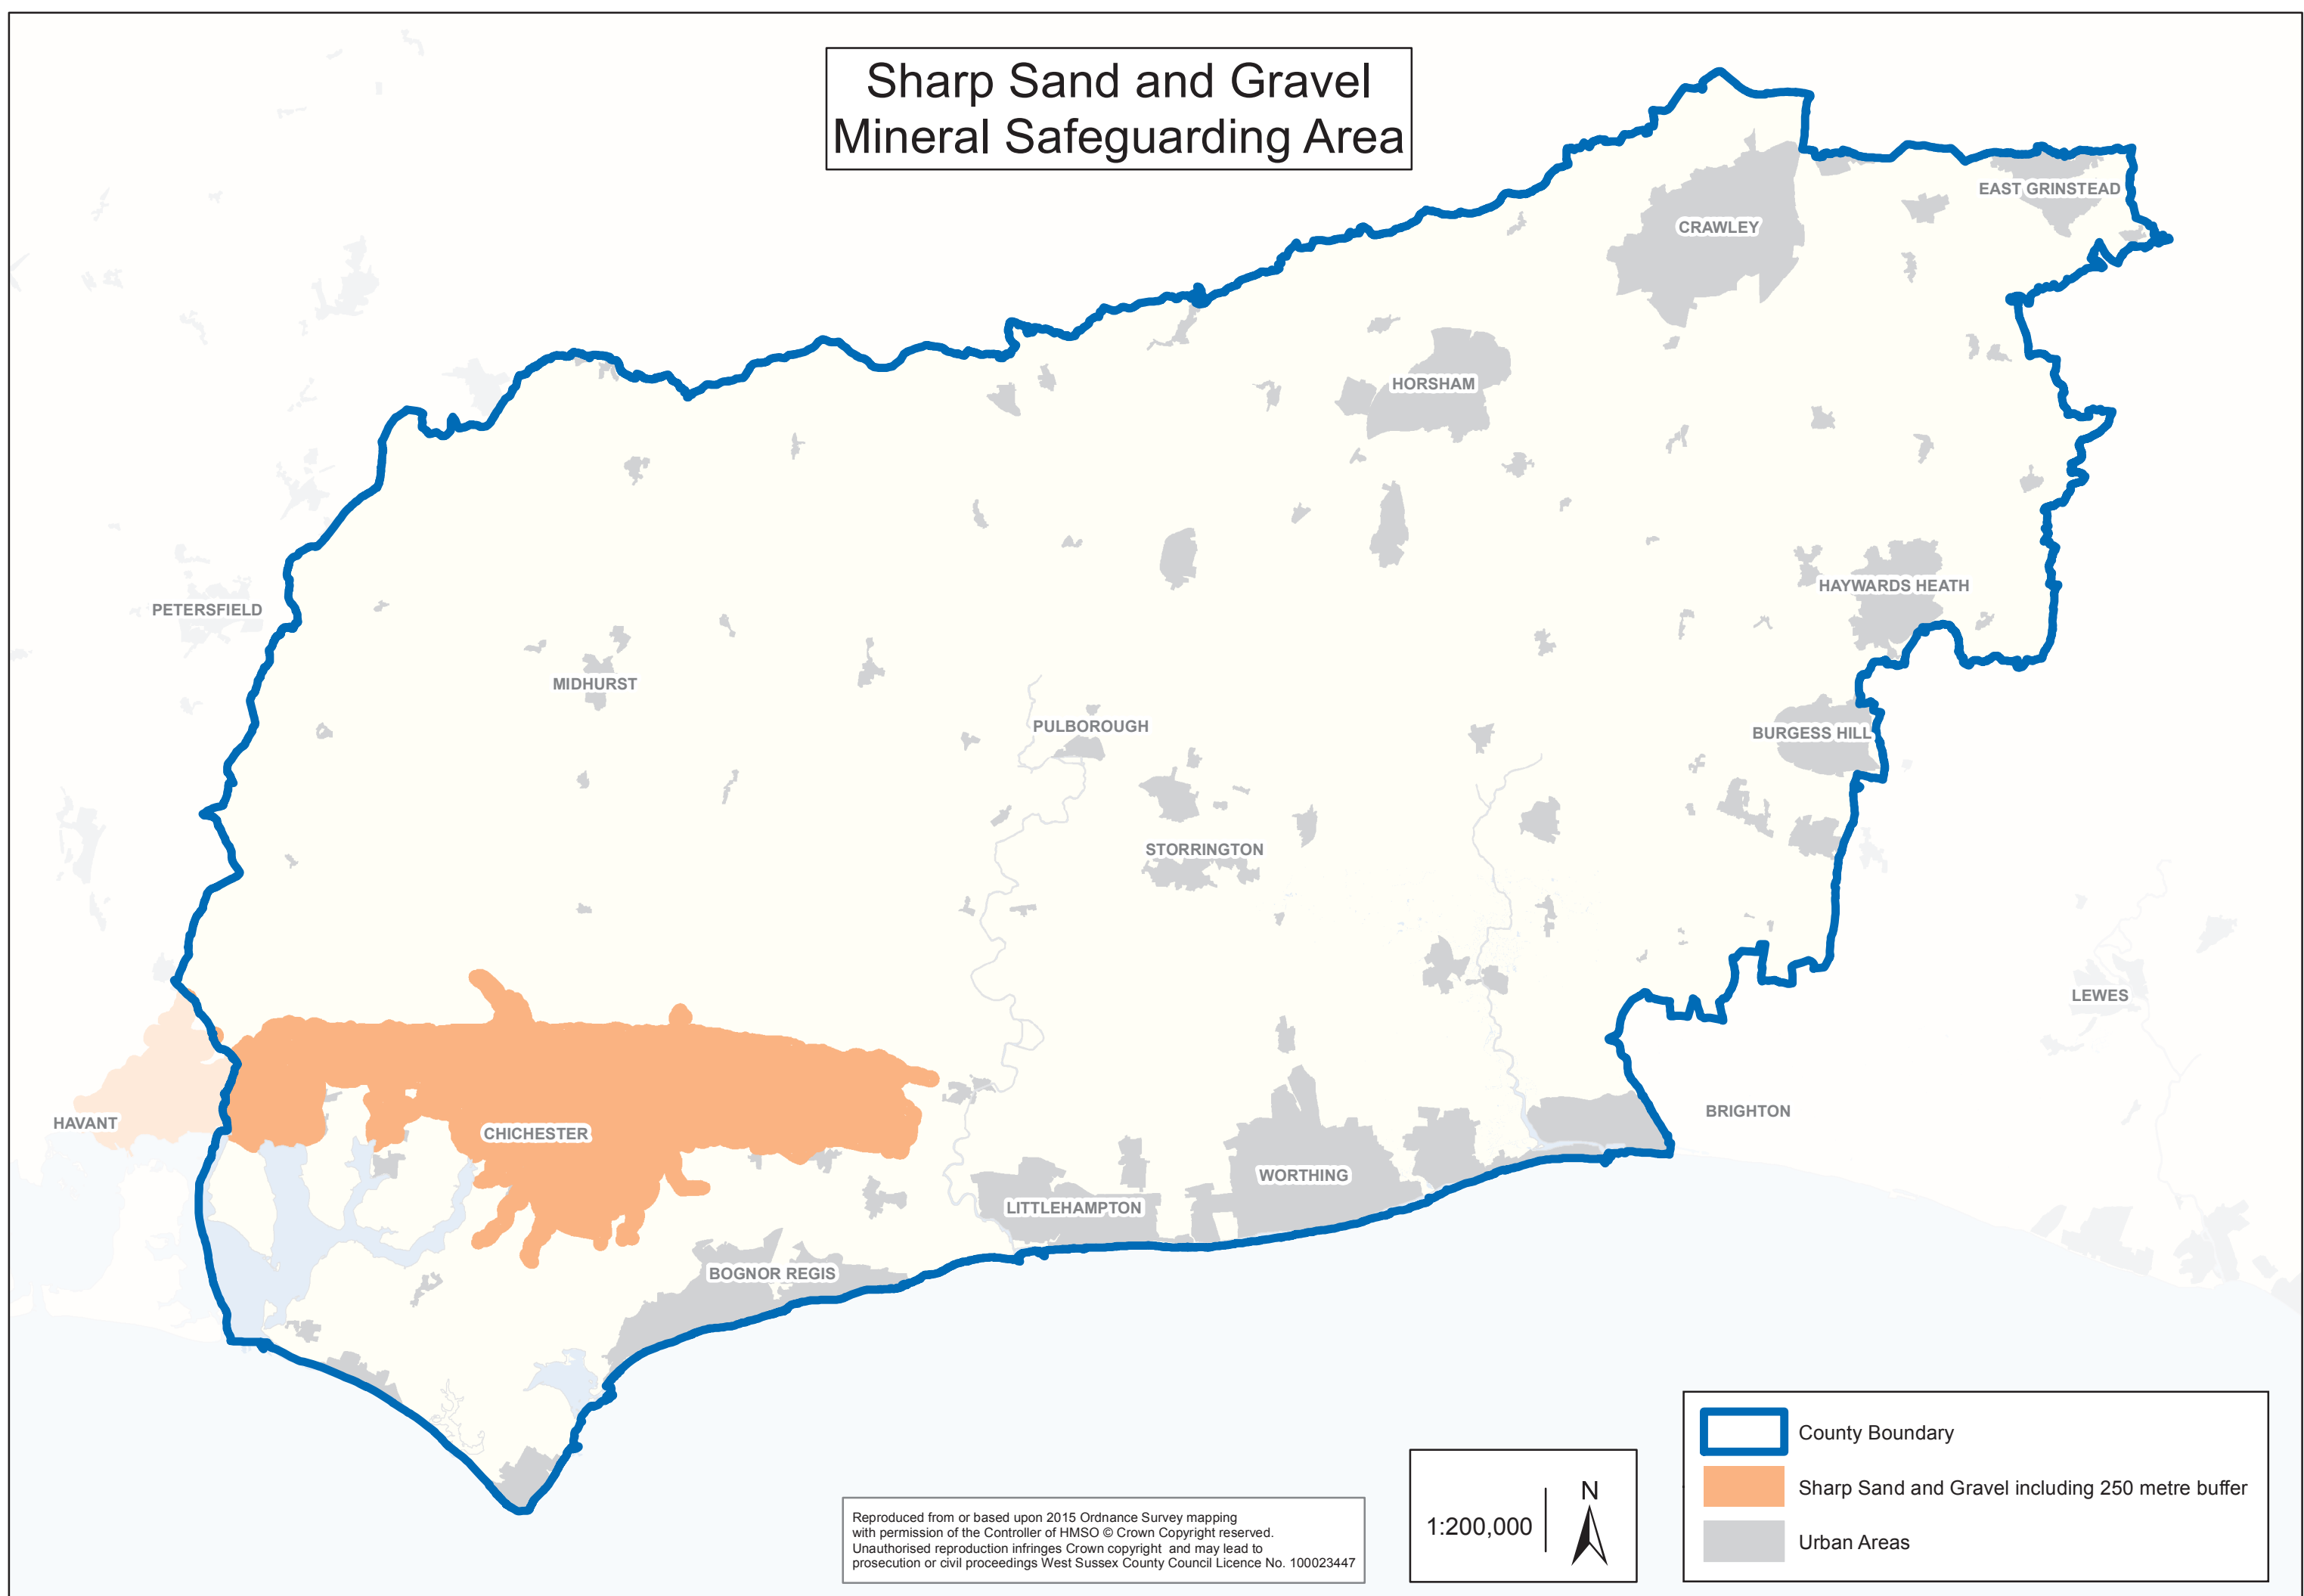 Sharp Sand and Gravel
Mineral Safeguarding Area
EAST GRINSTEAD
CRAWLEY
HORSHAM
HAYWARDS HEATH
PETERSFIELD
MIDHURST
PULBOROUGH
BURGESS HILL
STORRINGTON
LEWES
BRIGHTON
HAVANT
CHICHESTER
WORTHING
LITTLEHAMPTON
BOGNOR REGIS
County Boundary
Sharp Sand and Gravel including 250 metre buffer
Urban Areas
1:200,000
N
Reproduced from or based upon 2015 Ordnance Survey mapping
with permission of the Controller of HMSO © Crown Copyright reserved.
Unauthorised reproduction infringes Crown copyright and may lead to
prosecution or civil proceedings West Sussex County Council Licence No. 100023447